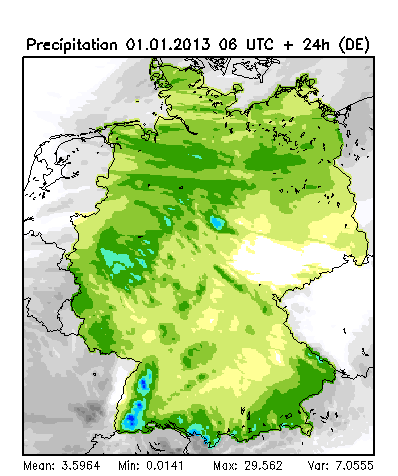 Precipitation 01.01.2013 06 UTC + 24h (DE)
Mean: 3.5964 Min: 0.0141 Max: 29.562 Var: 7.0555